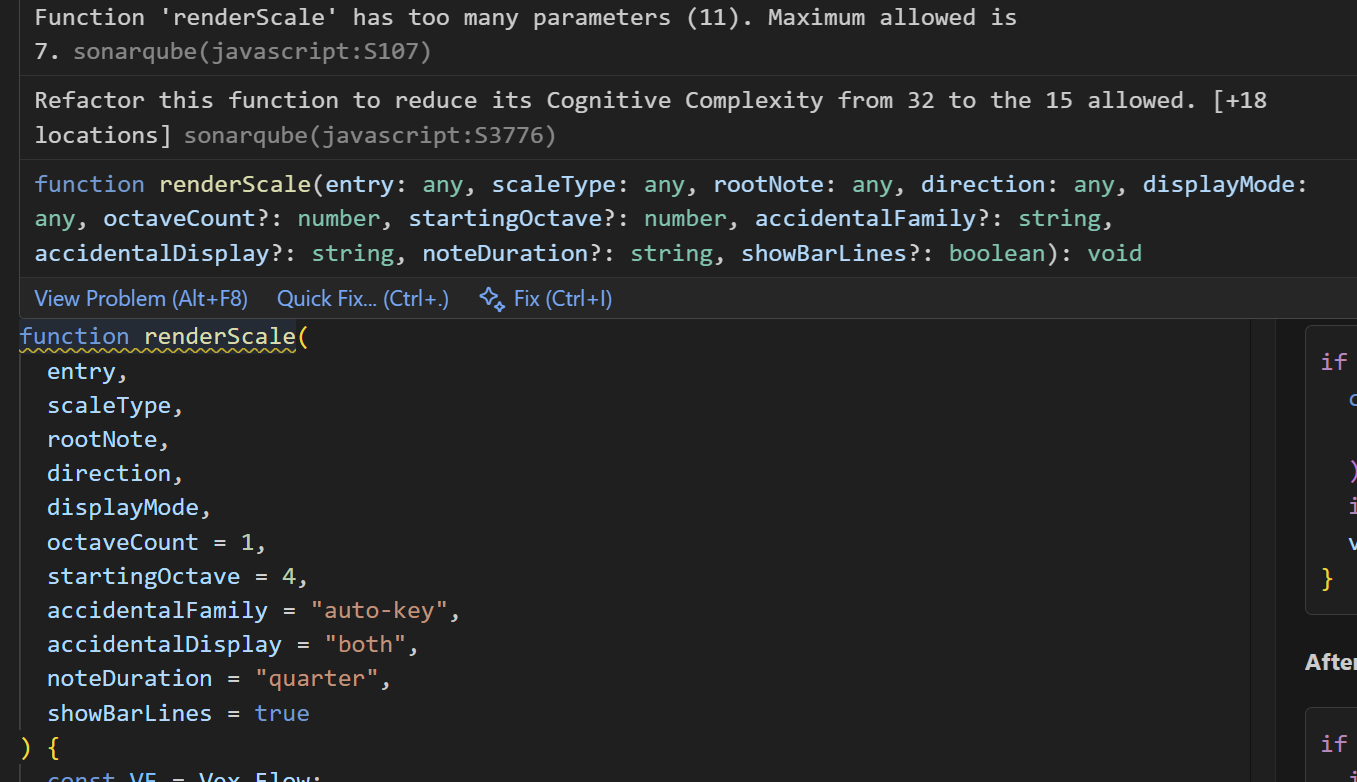 Function 'renderScale' has too many parameters (11). Maximum allowed is
7. sonarqube(javascript:S107)
Refactor this function to reduce its Cognitive Complexity from 32 to the 15 allowed. [+18
locations] sonarqube(javascript:S3776)
function renderScale(entry: any, scaleType: any, rootNote: any, direction: any, displayMode:
any, octaveCount?: number, startingOctave?: number, accidentalFamily?: string,
accidentalDisplay?: string, noteDuration?: string, showBarLines?: boolean): void
View Problem (Alt+F8) Quick Fix... (Ctrl+.) Fix (Ctrl+I)
function renderScale(
entry,
scaleType,
rootNote,
direction,
displayMode,
octaveCount = 1,
startingOctave = 4,
accidentalFamily = "auto-key",
accidentalDisplay = "both",
noteDuration = "quarter",
showBarLines = true
) {
const VF = Vex.Flow;
if
)
}
After
if